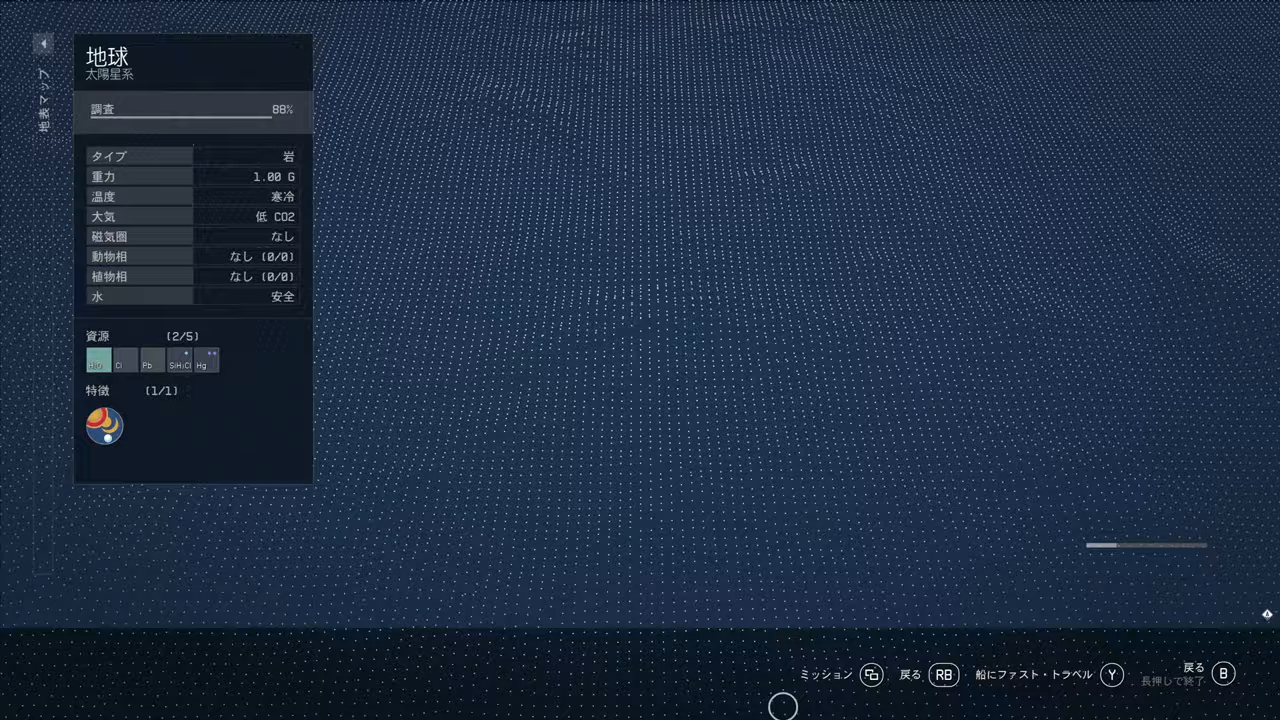 地球
太陽星系
地表マップ
調査 88%
タイプ 岩
重力 1.00 G
温度 寒冷
大気 低 CO2
磁気圏 なし
動物相 なし (0/0)
植物相 なし (0/0)
水 安全
資源 (2/5)
H₂O Cl Pb SiH₃Cl Hg
特徴 (1/1)
ミッション 戻る RB 船にファスト・トラベル Y 戻る B
長押しで終了